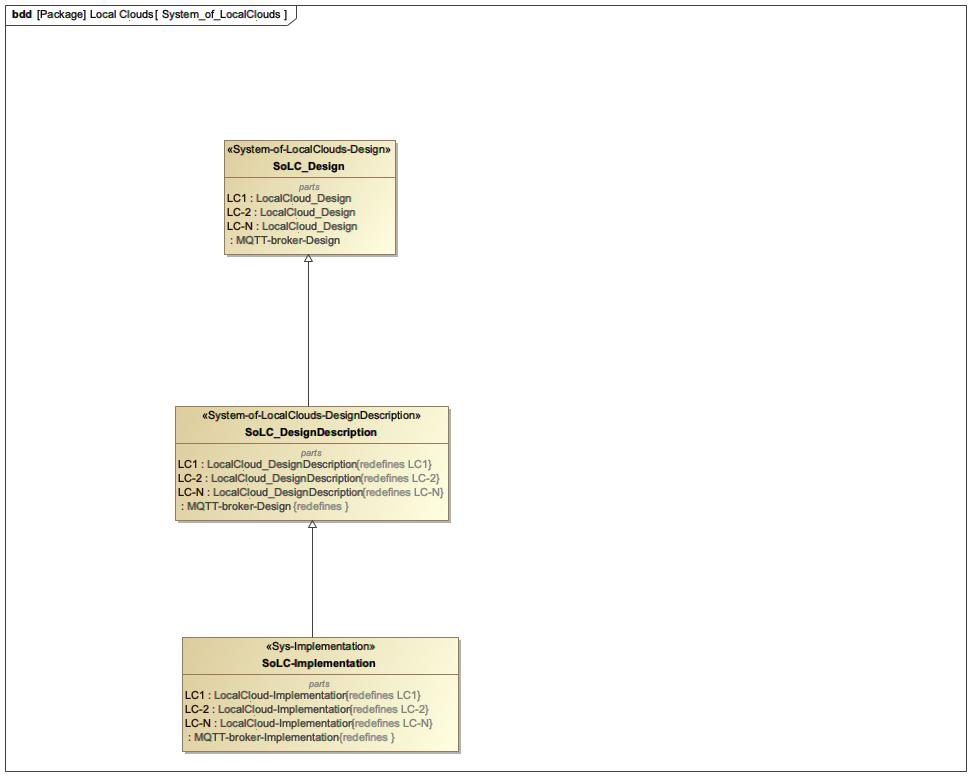 bdd [Package] Local Clouds[ System_of_LocalClouds ]
«System-of-LocalClouds-Design»
SoLC_Design
parts
LC1 : LocalCloud_Design
LC-2 : LocalCloud_Design
LC-N : LocalCloud_Design
: MQTT-broker-Design
«System-of-LocalClouds-DesignDescription»
SoLC_DesignDescription
parts
LC1 : LocalCloud_DesignDescription{redefines LC1}
LC-2 : LocalCloud_DesignDescription{redefines LC-2}
LC-N : LocalCloud_DesignDescription{redefines LC-N}
: MQTT-broker-Design {redefines }
«Sys-Implementation»
SoLC-Implementation
parts
LC1 : LocalCloud-Implementation{redefines LC1}
LC-2 : LocalCloud-Implementation{redefines LC-2}
LC-N : LocalCloud-Implementation{redefines LC-N}
: MQTT-broker-Implementation{redefines }